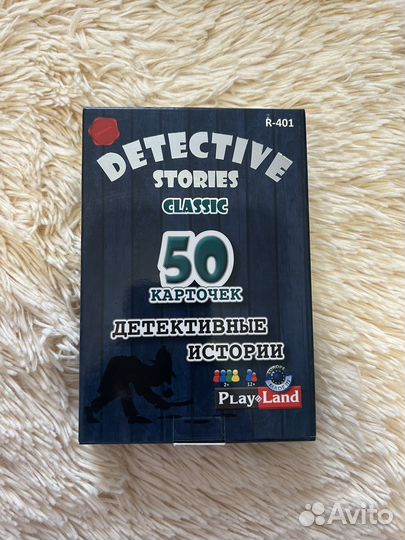 R-401
DETECTIVE
STORIES
CLASSIC
50
КАРТОЧЕК
ДЕТЕКТИВНЫЕ
ИСТОРИИ
2+ 12+
PLAY LAND
Avito